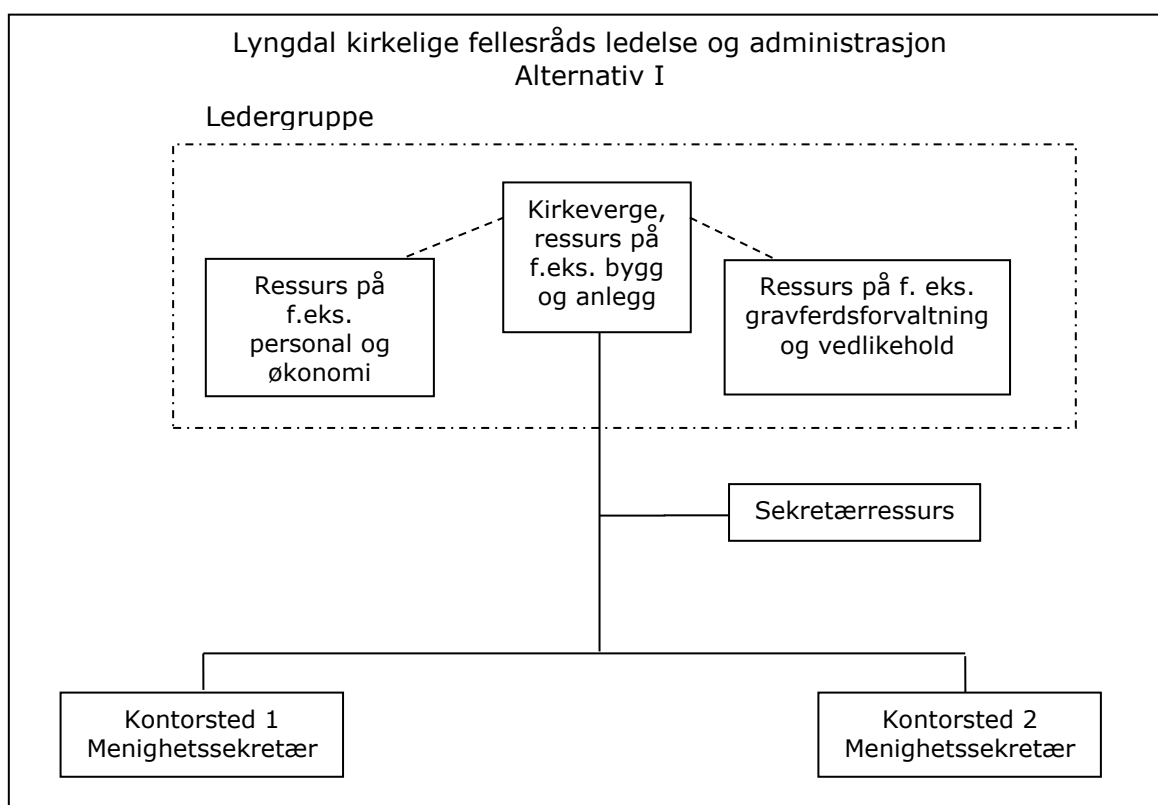 Lyngdal kirkelige fellesråds ledelse og administrasjon
Alternativ I
Ledergruppe
Kirkeverge,
ressurs på
f.eks. bygg
og anlegg
Ressurs på
f.eks.
personal og
økonomi
Ressurs på f. eks.
gravferdsforvaltning
og vedlikehold
Sekretærressurs
Kontorsted 1
Menighetssekretær
Kontorsted 2
Menighetssekretær